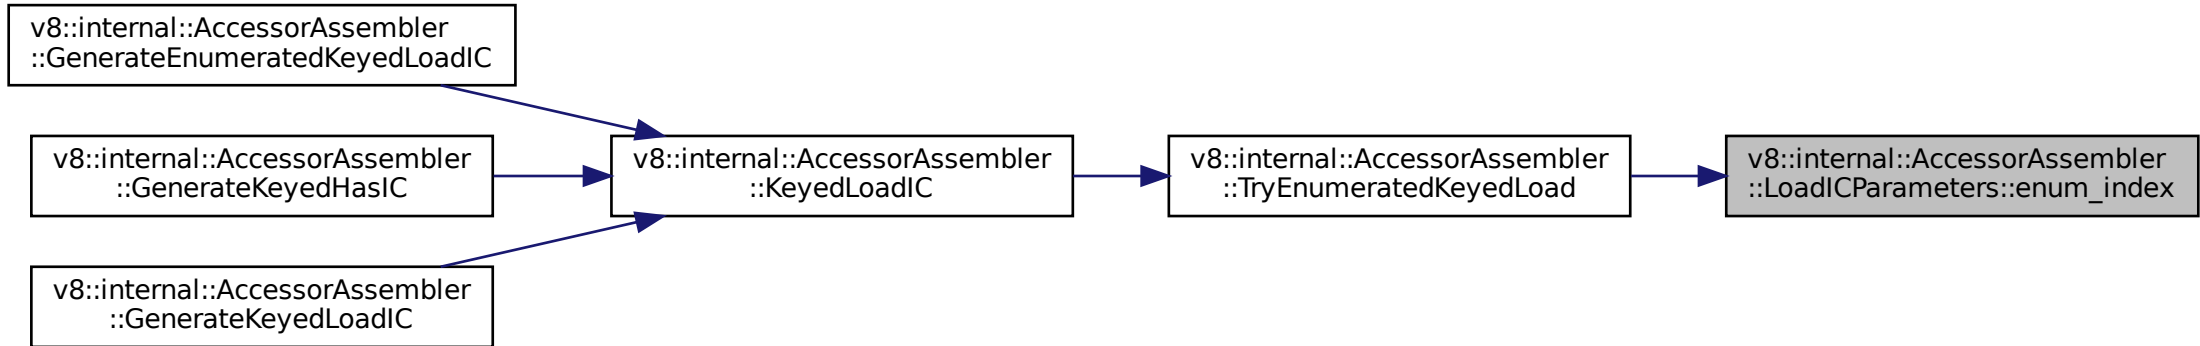 v8::internal::AccessorAssembler
::GenerateEnumeratedKeyedLoadIC
v8::internal::AccessorAssembler
::GenerateKeyedHasIC
v8::internal::AccessorAssembler
::GenerateKeyedLoadIC
v8::internal::AccessorAssembler
::KeyedLoadIC
v8::internal::AccessorAssembler
::TryEnumeratedKeyedLoad
v8::internal::AccessorAssembler
::LoadICParameters::enum_index